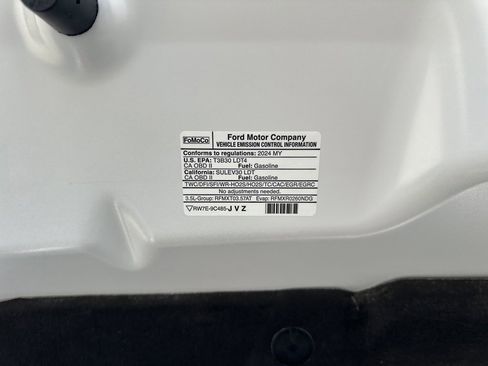 FoMoCo
Ford Motor Company
VEHICLE EMISSION CONTROL INFORMATION
Conforms to regulations: 2024 MY
U.S. EPA: T3B30 LDT4
CA OBD II Fuel: Gasoline
California: SULEV30 LDT
CA OBD II Fuel: Gasoline
TWC/DFI/SFI/WR-HO2S/HO2S/TC/CAC/EGR/EGRC
No adjustments needed.
3.5L-Group: RFMXT03.57AT Evap: RFMXR0260NDG
RW7E-9C485-JVZ